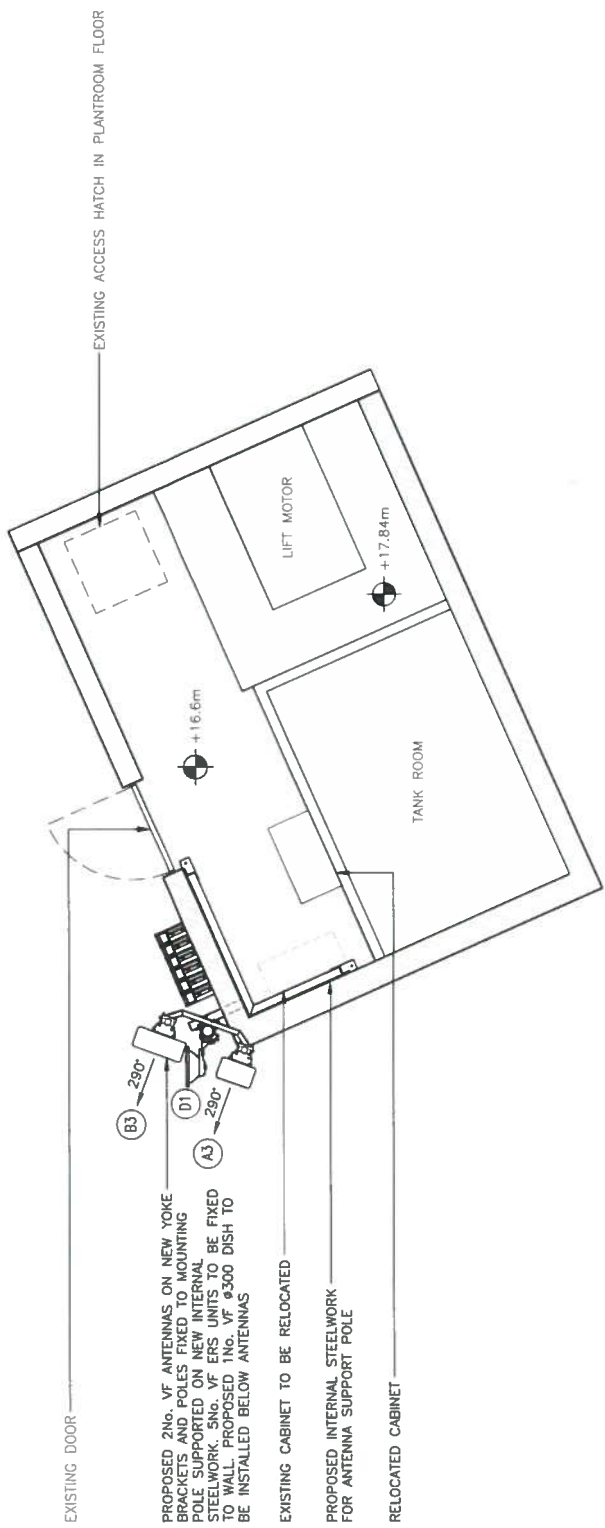 EXISTING DOOR
PROPOSED 2No. VF ANTENNAS ON NEW YOKE
BRACKETS AND POLES FIXED TO MOUNTING
POLE SUPPORTED ON NEW INTERNAL
STEELWORK. 5No. VF ERS UNITS TO BE FIXED
TO WALL. PROPOSED 1No. VF ø300 DISH TO
BE INSTALLED BELOW ANTENNAS
EXISTING CABINET TO BE RELOCATED
PROPOSED INTERNAL STEELWORK
FOR ANTENNA SUPPORT POLE
RELOCATED CABINET
B3
290°
D1
A3
290°
+16.6m
TANK ROOM
LIFT MOTOR
+17.84m
EXISTING ACCESS HATCH IN PLANTROOM FLOOR